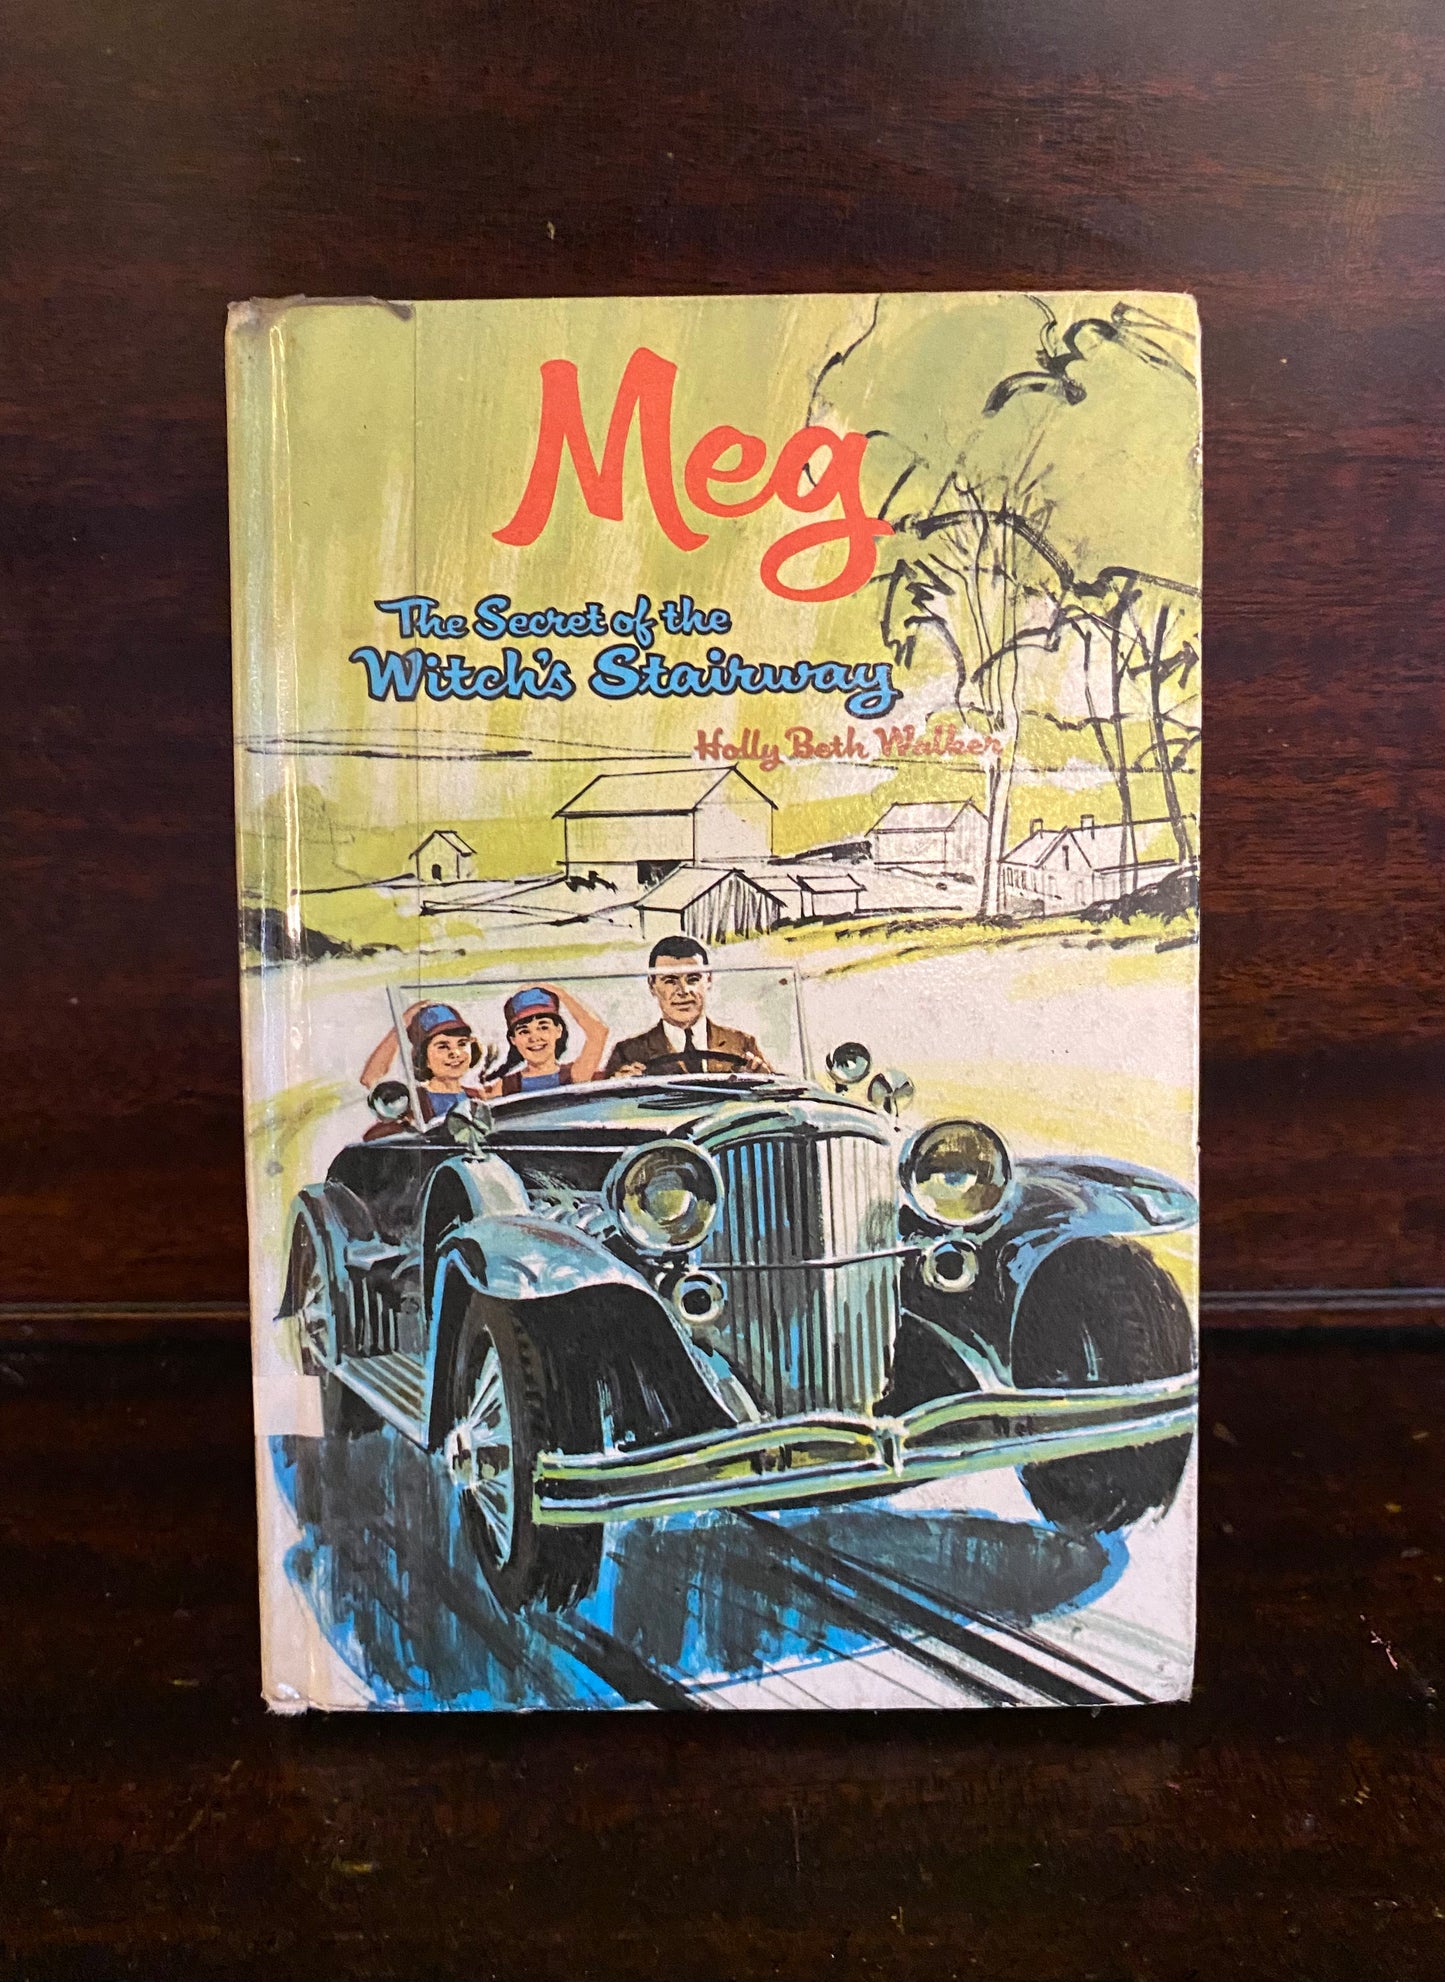 Meg
The Secret of the
Witch's Stairway
Holly Beth Walker